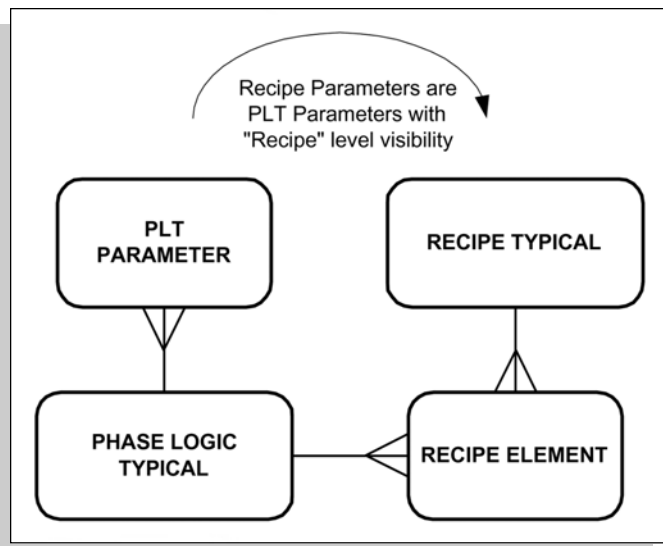 Recipe Parameters are
PLT Parameters with
"Recipe" level visibility
PLT
PARAMETER
RECIPE TYPICAL
PHASE LOGIC
TYPICAL
RECIPE ELEMENT